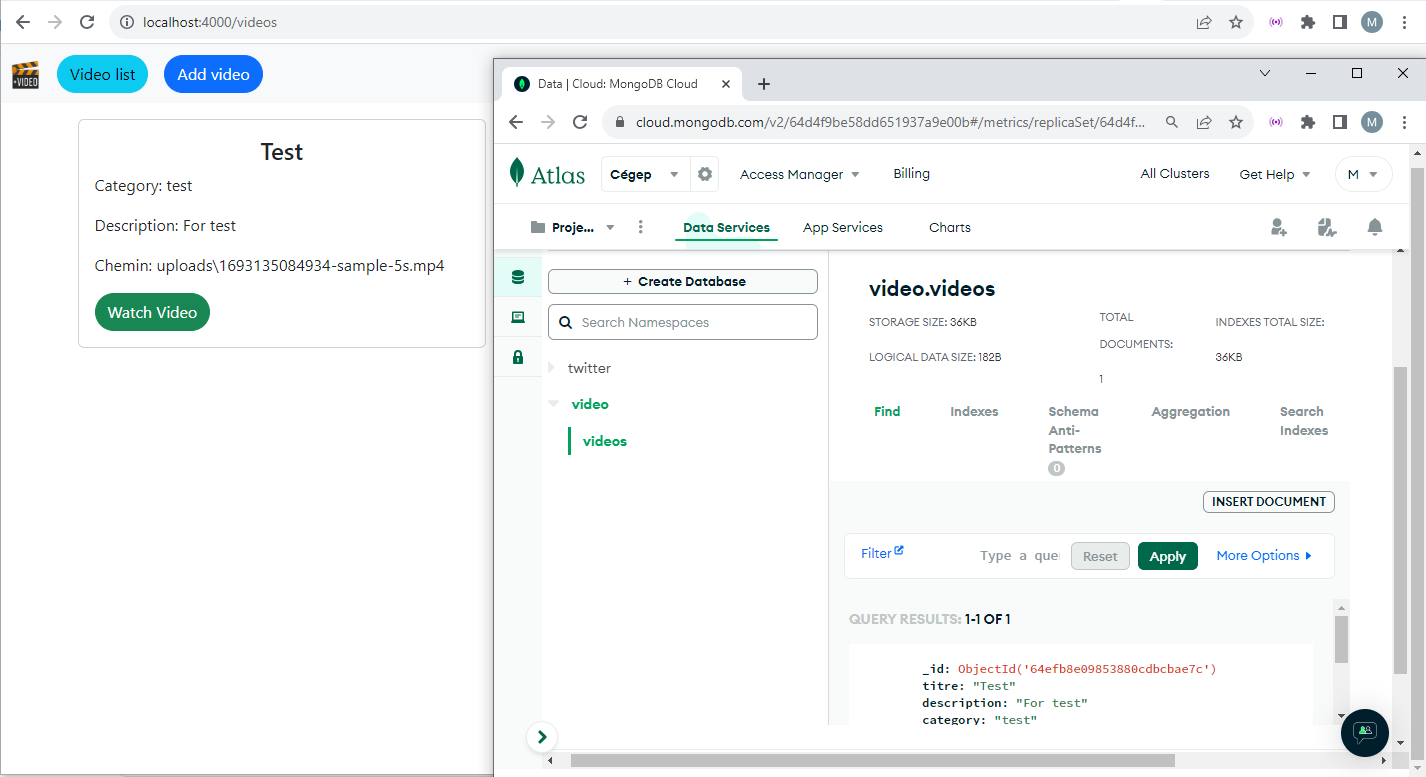 localhost:4000/videos
M
+VIDEO
Video list
Add video
Test
Category: test
Description: For test
Chemin: uploads\1693135084934-sample-5s.mp4
Watch Video
Data | Cloud: MongoDB Cloud
cloud.mongodb.com/v2/64d4f9be58dd651937a9e00b#/metrics/replicaSet/64d4f...
M
Atlas
Cégep
Access Manager
Billing
All Clusters
Get Help
M
Proje...
Data Services
App Services
Charts
+ Create Database
Search Namespaces
twitter
video
videos
video.videos
STORAGE SIZE: 36KB
LOGICAL DATA SIZE: 182B
TOTAL
DOCUMENTS:
1
INDEXES TOTAL SIZE:
36KB
Find
Indexes
Schema
Anti-
Patterns
0
Aggregation
Search
Indexes
INSERT DOCUMENT
Filter
Type a que
Reset
Apply
More Options
QUERY RESULTS: 1-1 OF 1
_id: ObjectId('64efb8e09853880cdbcbae7c')
titre: "Test"
description: "For test"
category: "test"